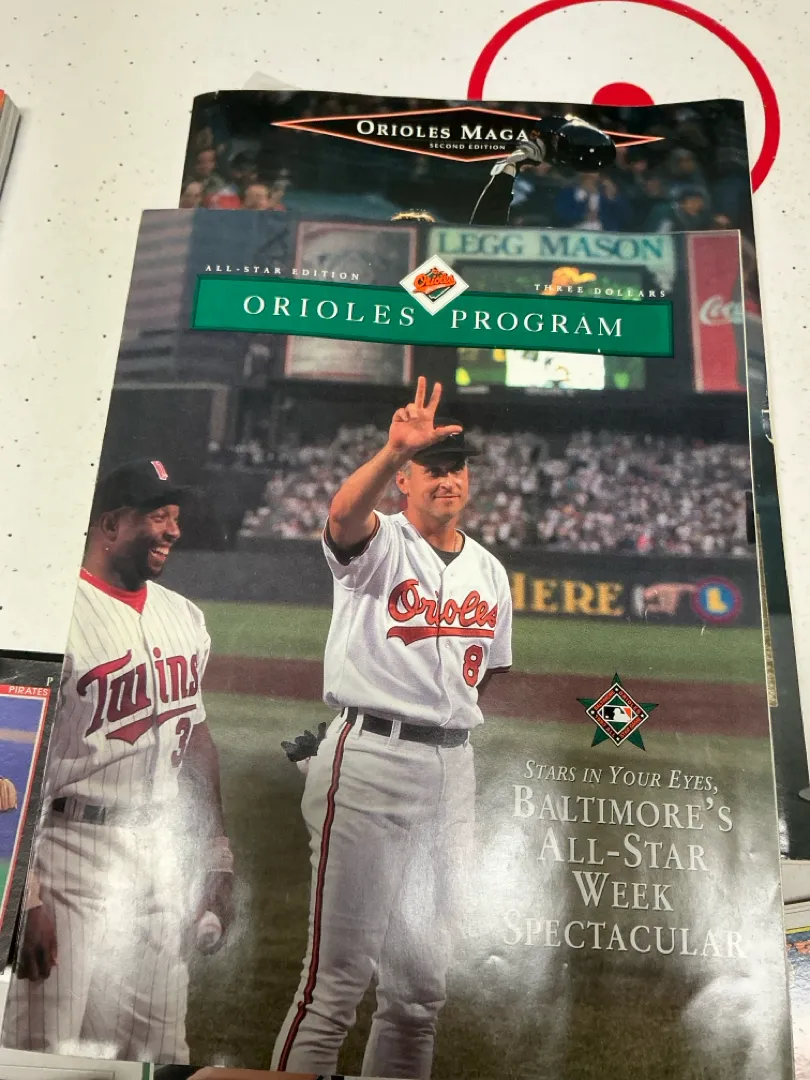 ORIOLES MAGA
SECOND EDITION
LEGG MASON
ALL-STAR EDITION
Orioles
THREE DOLLARS
ORIOLES PROGRAM
Coca
HERE
L
Orioles
8
Twins
3
PIRATES
P
STARS IN YOUR EYES,
BALTIMORE'S
ALL-STAR
WEEK
SPECTACULAR